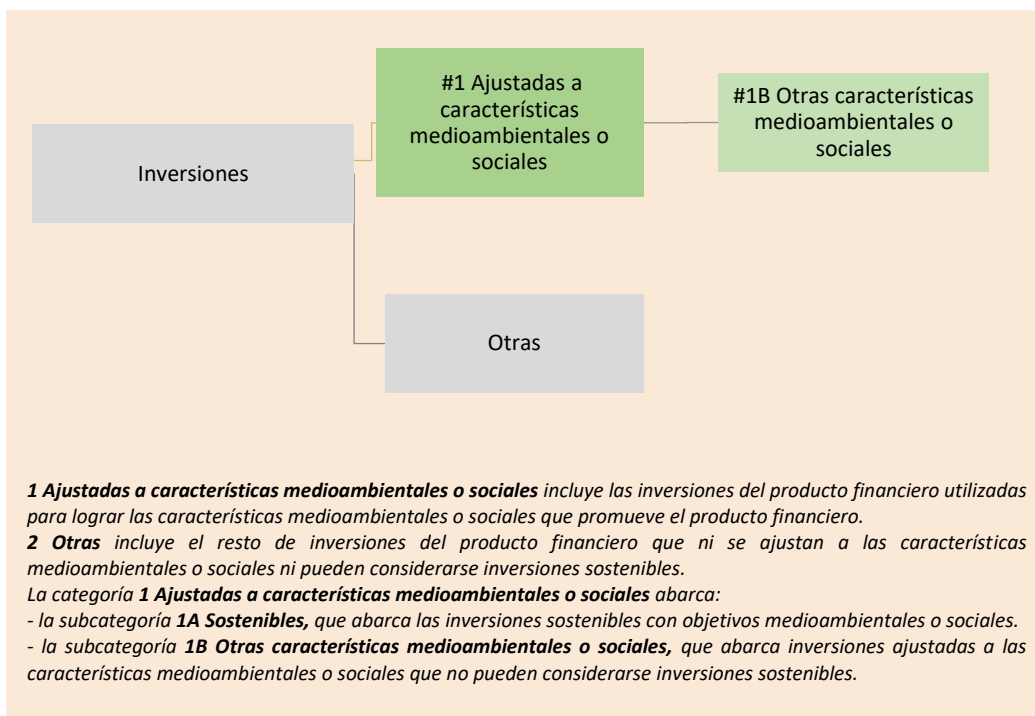 #1 Ajustadas a
características
medioambientales o
sociales
#1B Otras características
medioambientales o
sociales
Inversiones
Otras
1 Ajustadas a características medioambientales o sociales incluye las inversiones del producto financiero utilizadas
para lograr las características medioambientales o sociales que promueve el producto financiero.
2 Otras incluye el resto de inversiones del producto financiero que ni se ajustan a las características
medioambientales o sociales ni pueden considerarse inversiones sostenibles.
La categoría 1 Ajustadas a características medioambientales o sociales abarca:
- la subcategoría 1A Sostenibles, que abarca las inversiones sostenibles con objetivos medioambientales o sociales.
- la subcategoría 1B Otras características medioambientales o sociales, que abarca inversiones ajustadas a las
características medioambientales o sociales que no pueden considerarse inversiones sostenibles.